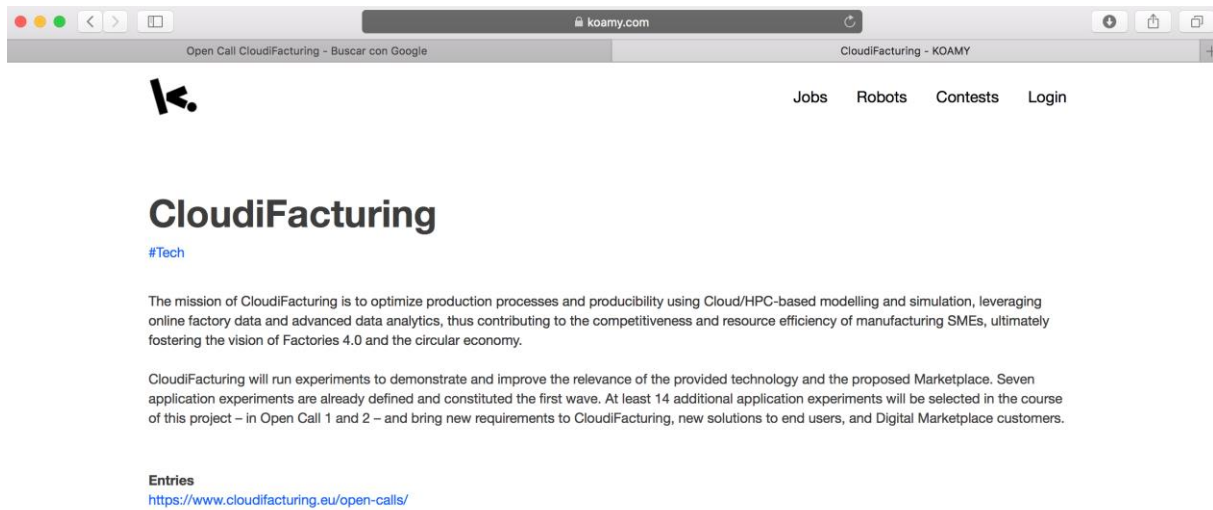 koamy.com
Open Call CloudiFacturing - Buscar con Google
CloudiFacturing - KOAMY
k.
Jobs Robots Contests Login
CloudiFacturing
#Tech
The mission of CloudiFacturing is to optimize production processes and producibility using Cloud/HPC-based modelling and simulation, leveraging
online factory data and advanced data analytics, thus contributing to the competitiveness and resource efficiency of manufacturing SMEs, ultimately
fostering the vision of Factories 4.0 and the circular economy.
CloudiFacturing will run experiments to demonstrate and improve the relevance of the provided technology and the proposed Marketplace. Seven
application experiments are already defined and constituted the first wave. At least 14 additional application experiments will be selected in the course
of this project – in Open Call 1 and 2 – and bring new requirements to CloudiFacturing, new solutions to end users, and Digital Marketplace customers.
Entries
https://www.cloudifacturing.eu/open-calls/